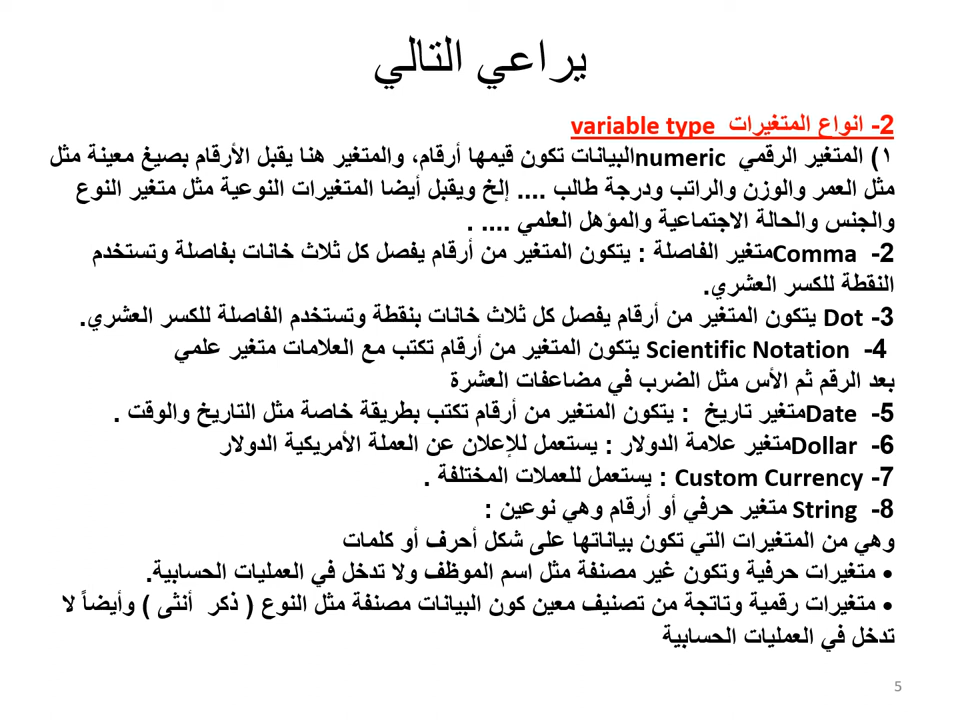 يراعي التالي
2- انواع المتغيرات variable type
١) المتغير الرقمي numericالبيانات تكون قيمها أرقام، والمتغير هنا يقبل الأرقام بصيغ معينة مثل
مثل العمر والوزن والراتب ودرجة طالب .... إلخ ويقبل أيضا المتغيرات النوعية مثل متغير النوع
والجنس والحالة الاجتماعية والمؤهل العلمي .... .
2- Commaمتغير الفاصلة : يتكون المتغير من أرقام يفصل كل ثلاث خانات بفاصلة وتستخدم
النقطة للكسر العشري.
3- Dot يتكون المتغير من أرقام يفصل كل ثلاث خانات بنقطة وتستخدم الفاصلة للكسر العشري.
4- Scientific Notation يتكون المتغير من أرقام تكتب مع العلامات متغير علمي
بعد الرقم ثم الأس مثل الضرب في مضاعفات العشرة
5- Dateمتغير تاريخ : يتكون المتغير من أرقام تكتب بطريقة خاصة مثل التاريخ والوقت .
6- Dollarمتغير علامة الدولار : يستعمل للإعلان عن العملة الأمريكية الدولار
7- Custom Currency : يستعمل للعملات المختلفة .
8- String متغير حرفي أو أرقام وهي نوعين :
وهي من المتغيرات التي تكون بياناتها على شكل أحرف أو كلمات
• متغيرات حرفية وتكون غير مصنفة مثل اسم الموظف ولا تدخل في العمليات الحسابية.
• متغيرات رقمية وتاتجة من تصنيف معين كون البيانات مصنفة مثل النوع ( ذكر أنثى ) وأيضاً لا
تدخل في العمليات الحسابية
5